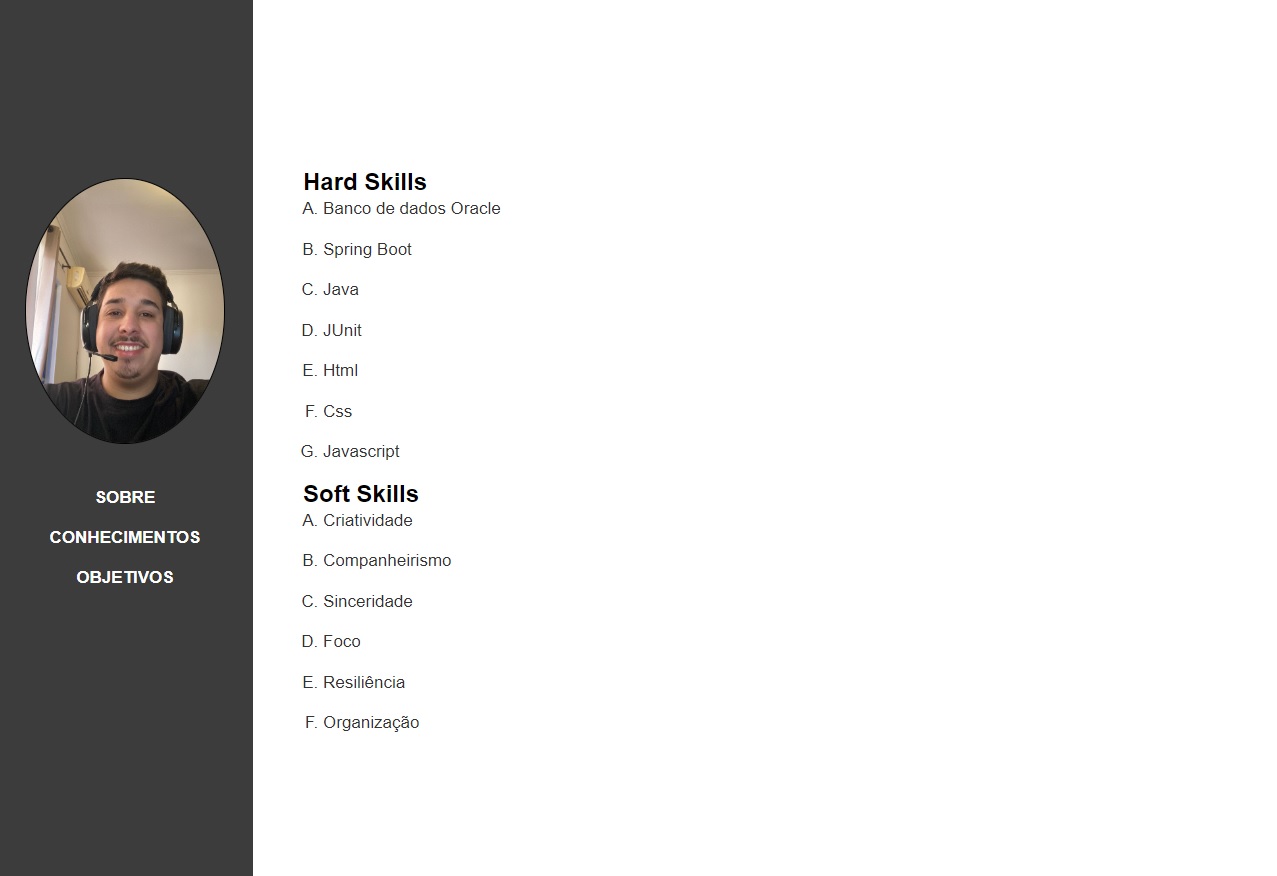 SOBRE
CONHECIMENTOS
OBJETIVOS
Hard Skills
A. Banco de dados Oracle
B. Spring Boot
C. Java
D. JUnit
E. Html
F. Css
G. Javascript
Soft Skills
A. Criatividade
B. Companheirismo
C. Sinceridade
D. Foco
E. Resiliência
F. Organização